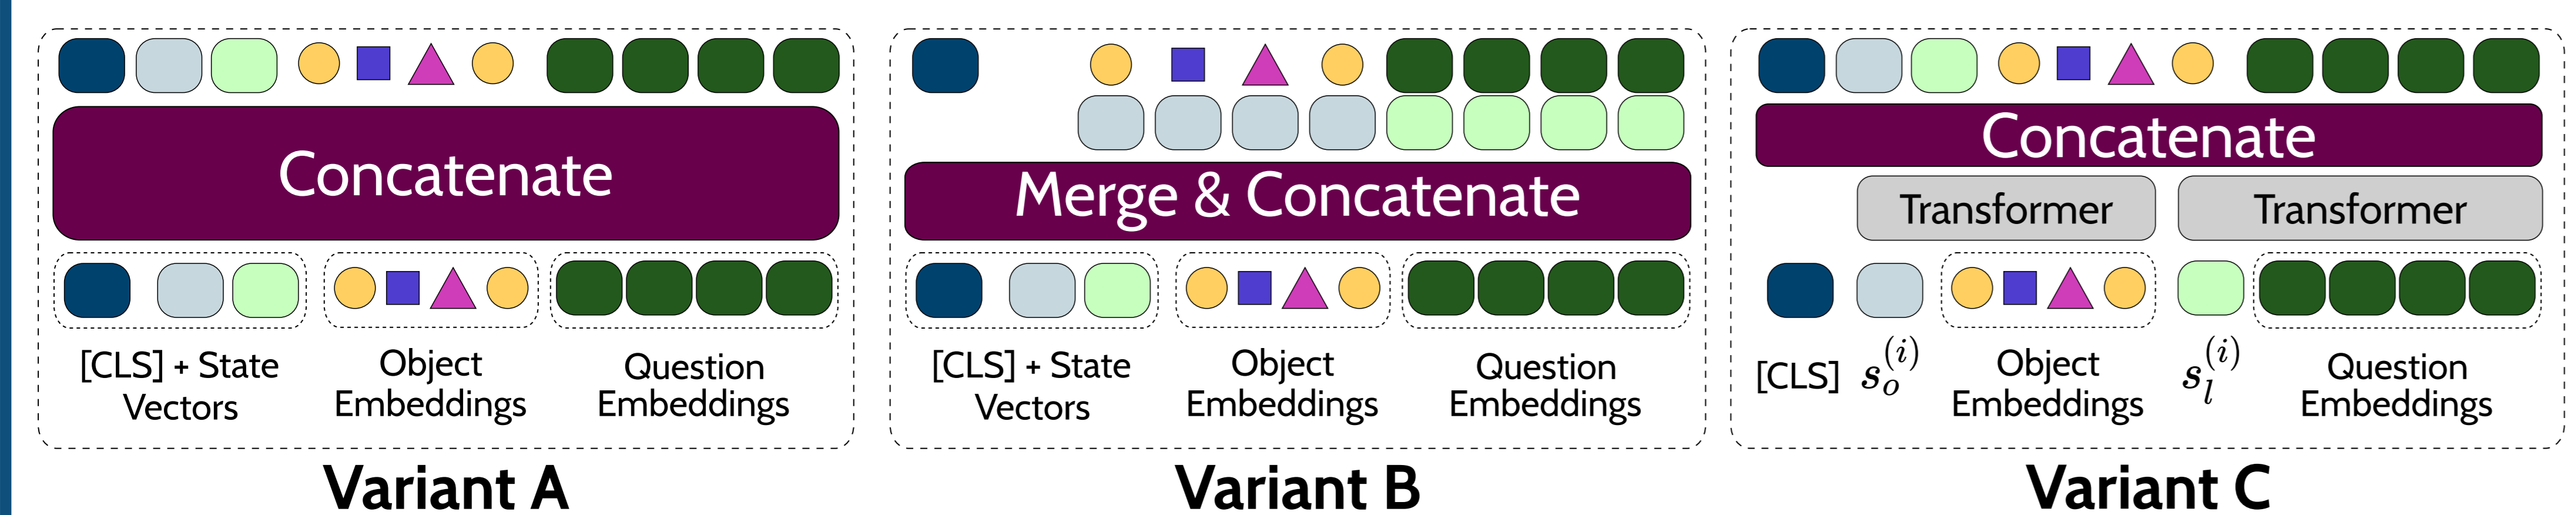 Concatenate
[CLS] + State
Vectors
Object
Embeddings
Question
Embeddings
Variant A
Merge & Concatenate
[CLS] + State
Vectors
Object
Embeddings
Question
Embeddings
Variant B
Concatenate
Transformer
Transformer
[CLS]
s_o^{(i)}
Object
Embeddings
s_l^{(i)}
Question
Embeddings
Variant C